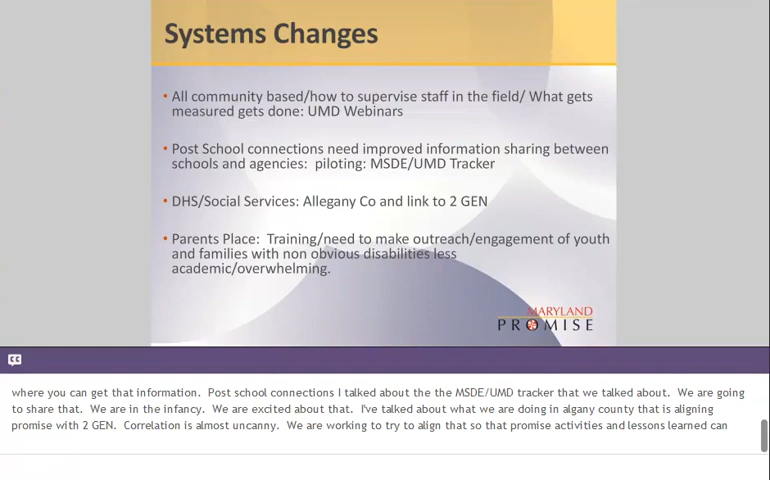 Systems Changes
• All community based/how to supervise staff in the field/ What gets
measured gets done: UMD Webinars
• Post School connections need improved information sharing between
schools and agencies:  piloting: MSDE/UMD Tracker
• DHS/Social Services: Allegany Co and link to 2 GEN
• Parents Place:  Training/need to make outreach/engagement of youth
and families with non obvious disabilities less
academic/overwhelming.
MARYLAND
PROMISE
CC
where you can get that information.  Post school connections I talked about the the MSDE/UMD tracker that we talked about.  We are going
to share that.  We are in the infancy.  We are excited about that.  I've talked about what we are doing in algany county that is aligning
promise with 2 GEN.  Correlation is almost uncanny.  We are working to try to align that so that promise activities and lessons learned can